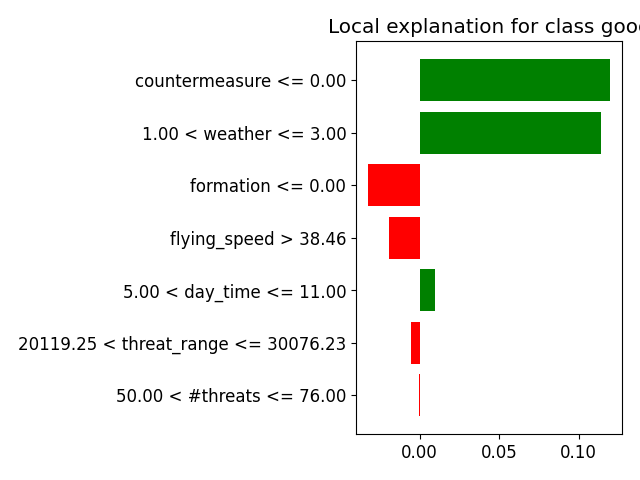 Local explanation for class goo
countermeasure <= 0.00
1.00 < weather <= 3.00
formation <= 0.00
flying_speed > 38.46
5.00 < day_time <= 11.00
20119.25 < threat_range <= 30076.23
50.00 < #threats <= 76.00
0.00 0.05 0.10